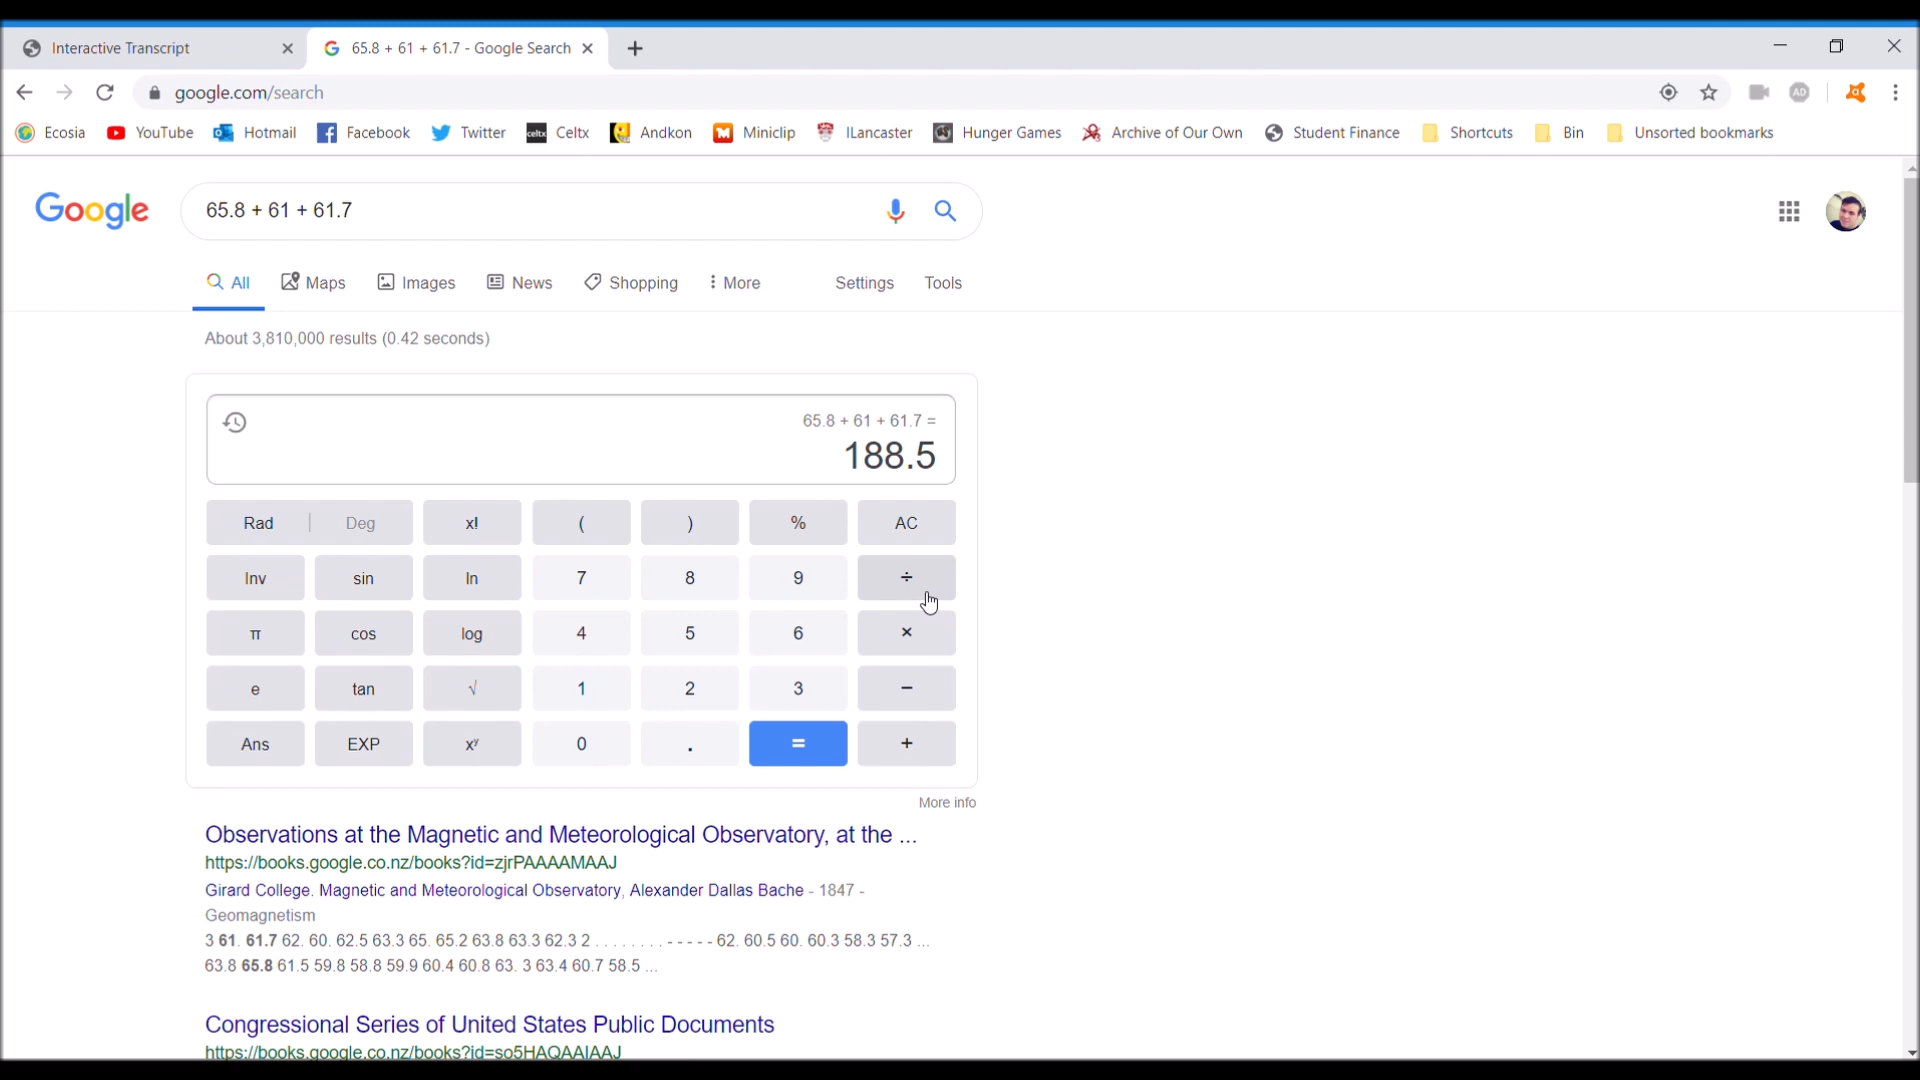 Interactive Transcript
65.8 + 61 + 61.7 - Google Search
google.com/search
AD
Ecosia YouTube Hotmail Facebook Twitter celtx Celtx Andkon Miniclip ILancaster Hunger Games Archive of Our Own Student Finance Shortcuts Bin Unsorted bookmarks
Google 65.8 + 61 + 61.7
All Maps Images News Shopping More Settings Tools
About 3,810,000 results (0.42 seconds)
65.8 + 61 + 61.7 =
188.5
Rad | Deg x! ( ) % AC
Inv sin ln 7 8 9 ÷
π cos log 4 5 6 ×
e tan √ 1 2 3 −
Ans EXP xʸ 0 . = +
More info
Observations at the Magnetic and Meteorological Observatory, at the ...
https://books.google.co.nz/books?id=zjrPAAAAMAAJ
Girard College. Magnetic and Meteorological Observatory, Alexander Dallas Bache - 1847 -
Geomagnetism
3 61. 61.7 62. 60. 62.5 63.3 65. 65.2 63.8 63.3 62.3 2 . . . . . . . . - - - - - 62. 60.5 60. 60.3 58.3 57.3 ...
63.8 65.8 61.5 59.8 58.8 59.9 60.4 60.8 63. 3 63.4 60.7 58.5 ...
Congressional Series of United States Public Documents
https://books.google.co.nz/books?id=so5HAQAAIAAJ